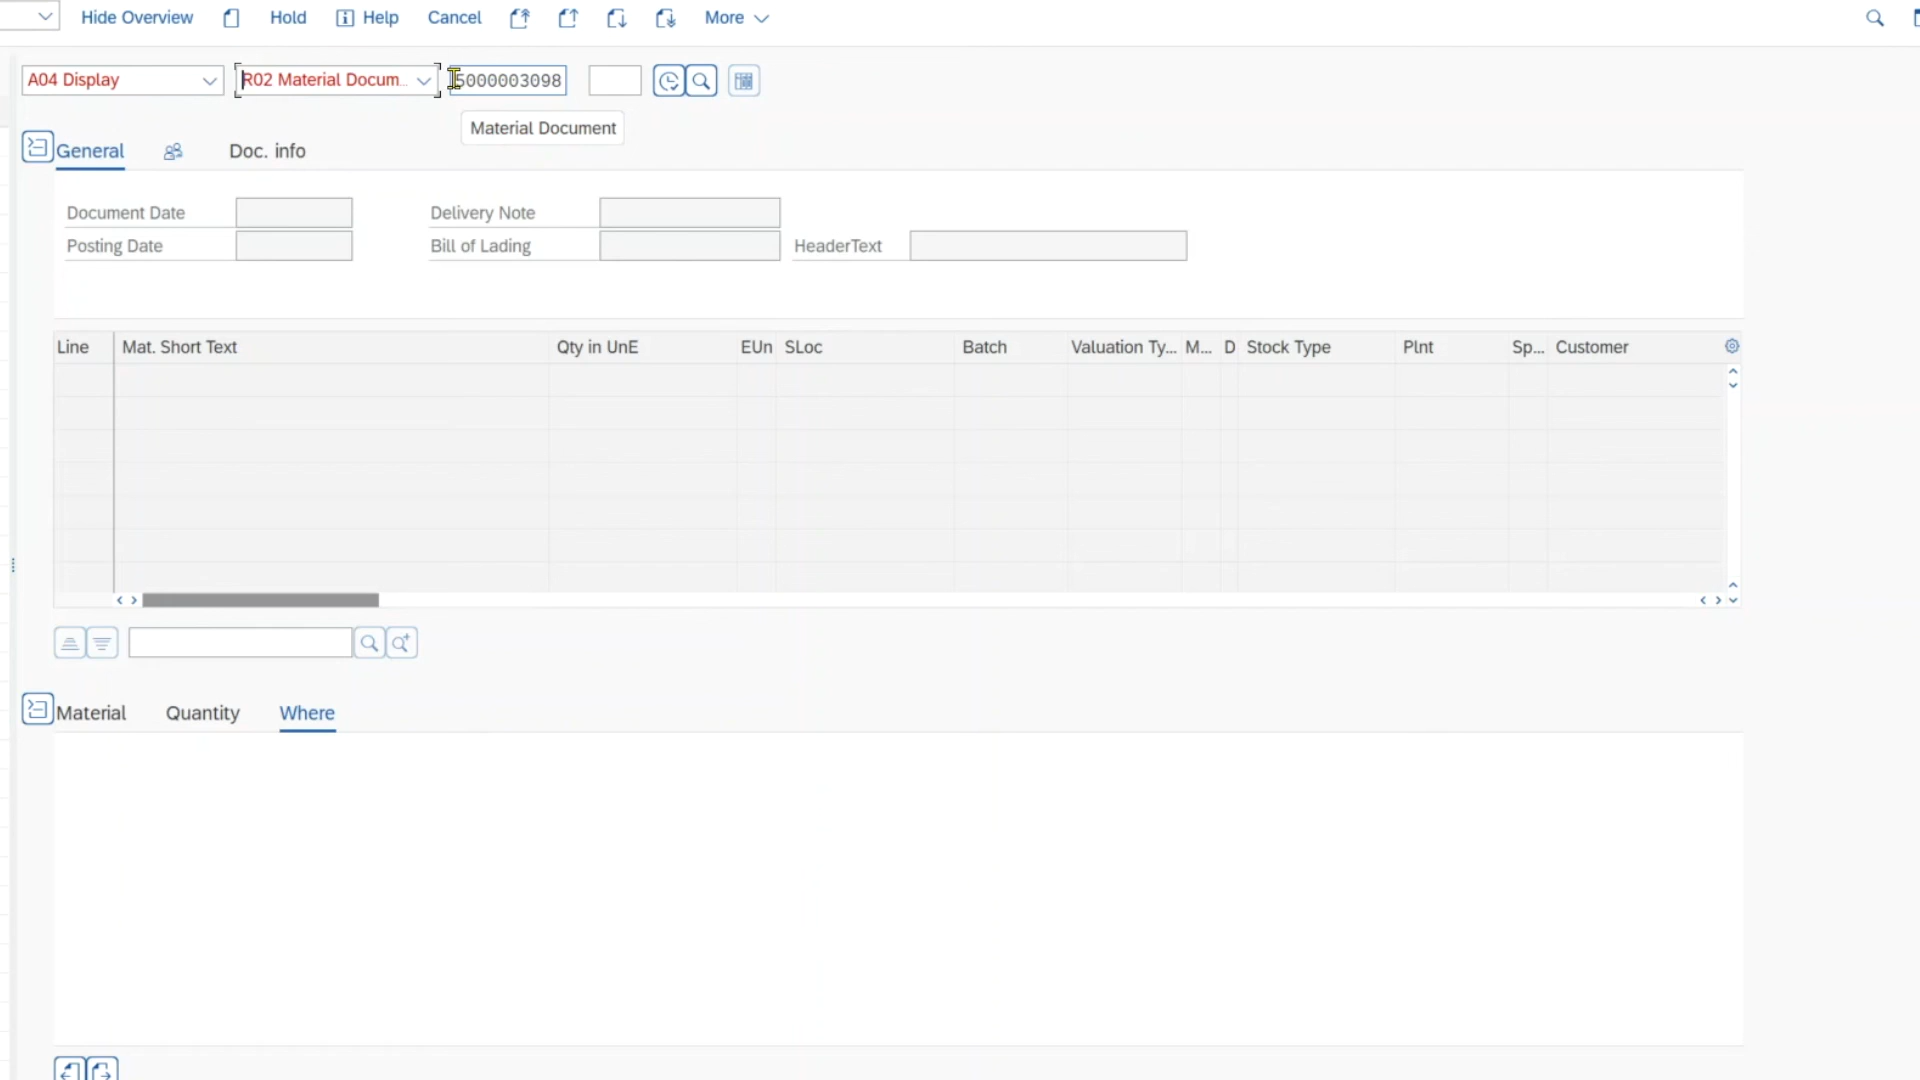 Hide Overview Hold Help Cancel More
A04 Display R02 Material Docum... 5000003098
Material Document
General Doc. info
Document Date Delivery Note
Posting Date Bill of Lading HeaderText
Line Mat. Short Text Qty in UnE EUn SLoc Batch Valuation Ty... M... D Stock Type Plnt Sp... Customer
Material Quantity Where